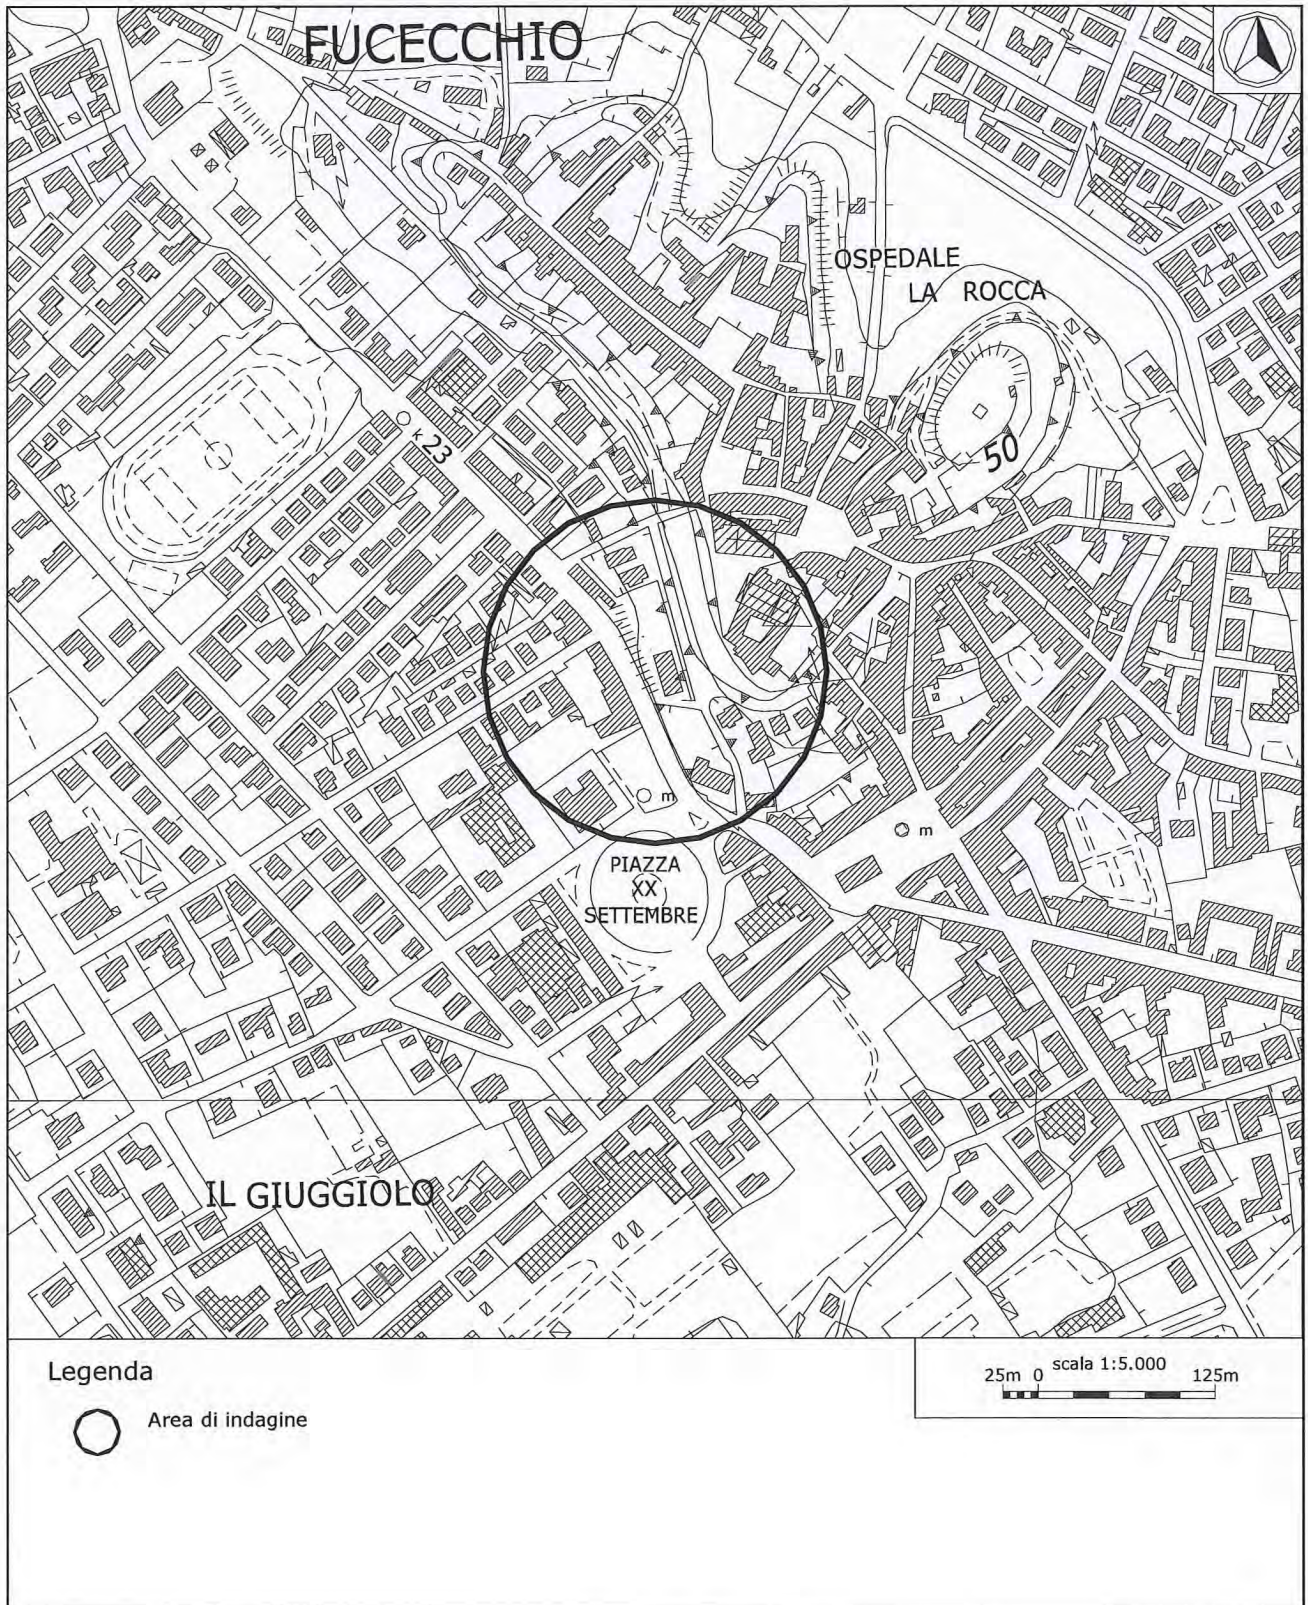 FUCECCHIO
OSPEDALE
LA ROCCA
k 23
50
m
m
PIAZZA
XX
SETTEMBRE
IL GIUGGIOLO
Legenda
Area di indagine
scala 1:5.000
25m 0 125m